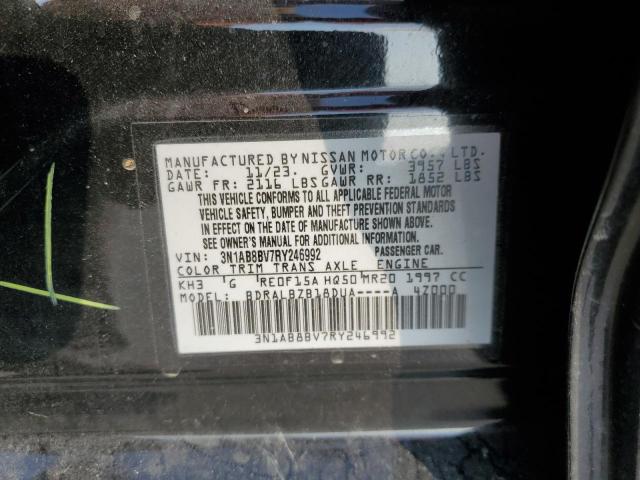 MANUFACTURED BY NISSAN MOTOR CO., LTD.
DATE: 11/23. GVWR: 3957 LBS
GAWR FR: 2116 LBS GAWR RR: 1852 LBS
THIS VEHICLE CONFORMS TO ALL APPLICABLE FEDERAL MOTOR
VEHICLE SAFETY, BUMPER AND THEFT PREVENTION STANDARDS
IN EFFECT ON THE DATE OF MANUFACTURE SHOWN ABOVE.
SEE OWNER'S MANUAL FOR ADDITIONAL INFORMATION.
VIN: 3N1AB8BV7RY246992 PASSENGER CAR.
COLOR TRIM TRANS AXLE ENGINE
KH3 G RE0F15A HQ50 MR20 1997 CC
MODEL: BDRALBZB18DUA----A 4Z000
3N1AB8BV7RY246992